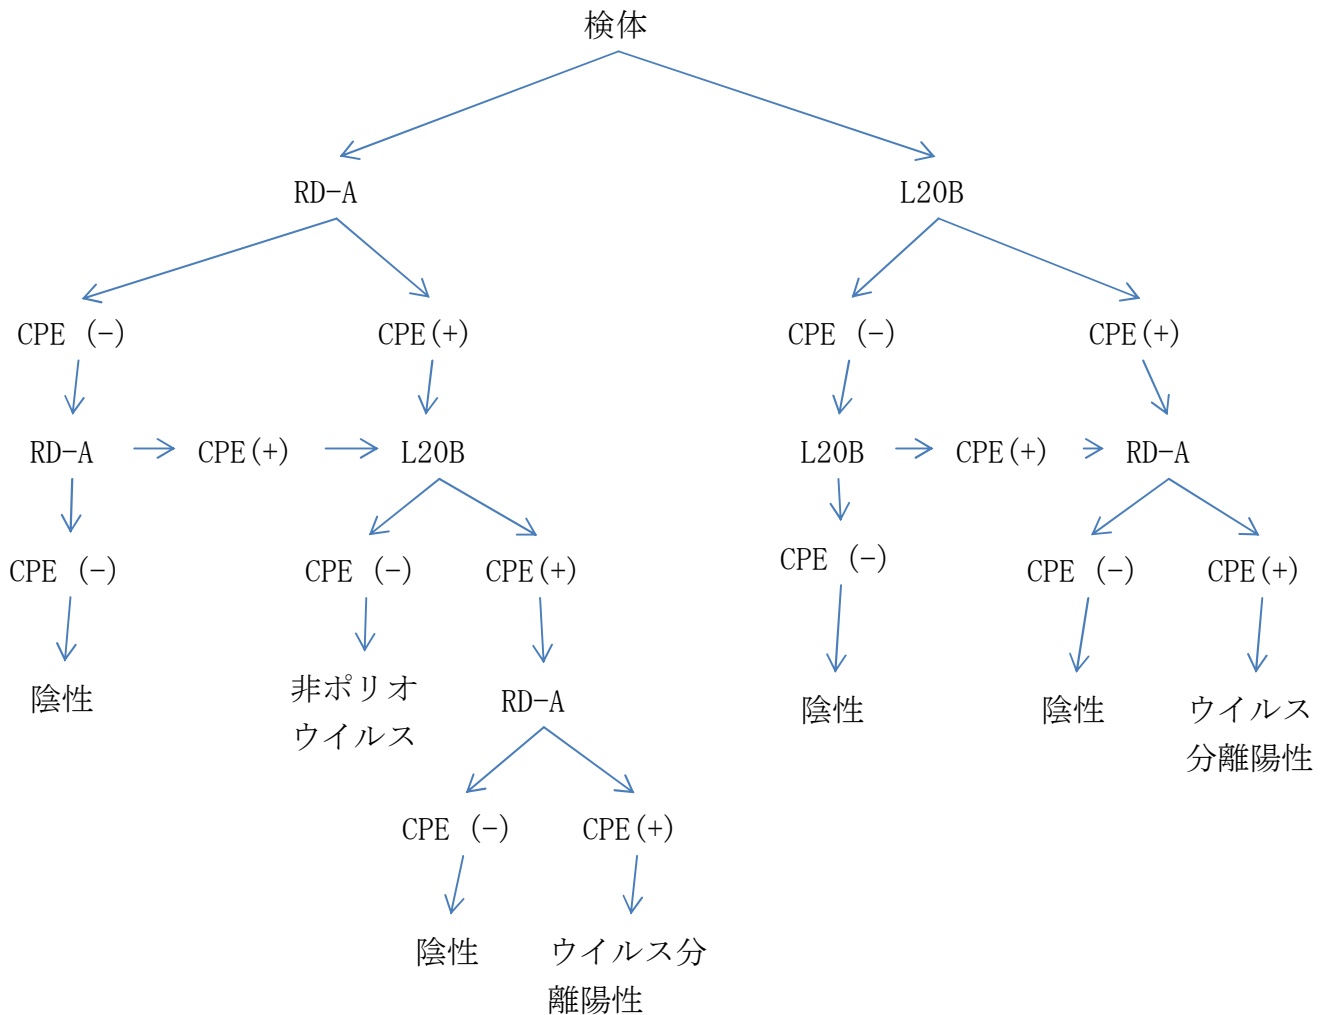 検体
RD-A
L20B
CPE (-)
CPE(+)
CPE (-)
CPE(+)
RD-A
CPE(+)
L20B
L20B
CPE(+)
RD-A
CPE (-)
CPE (-)
CPE(+)
CPE (-)
CPE (-)
CPE(+)
陰性
非ポリオ
ウイルス
RD-A
陰性
陰性
ウイルス
分離陽性
CPE (-)
CPE(+)
陰性
ウイルス分
離陽性